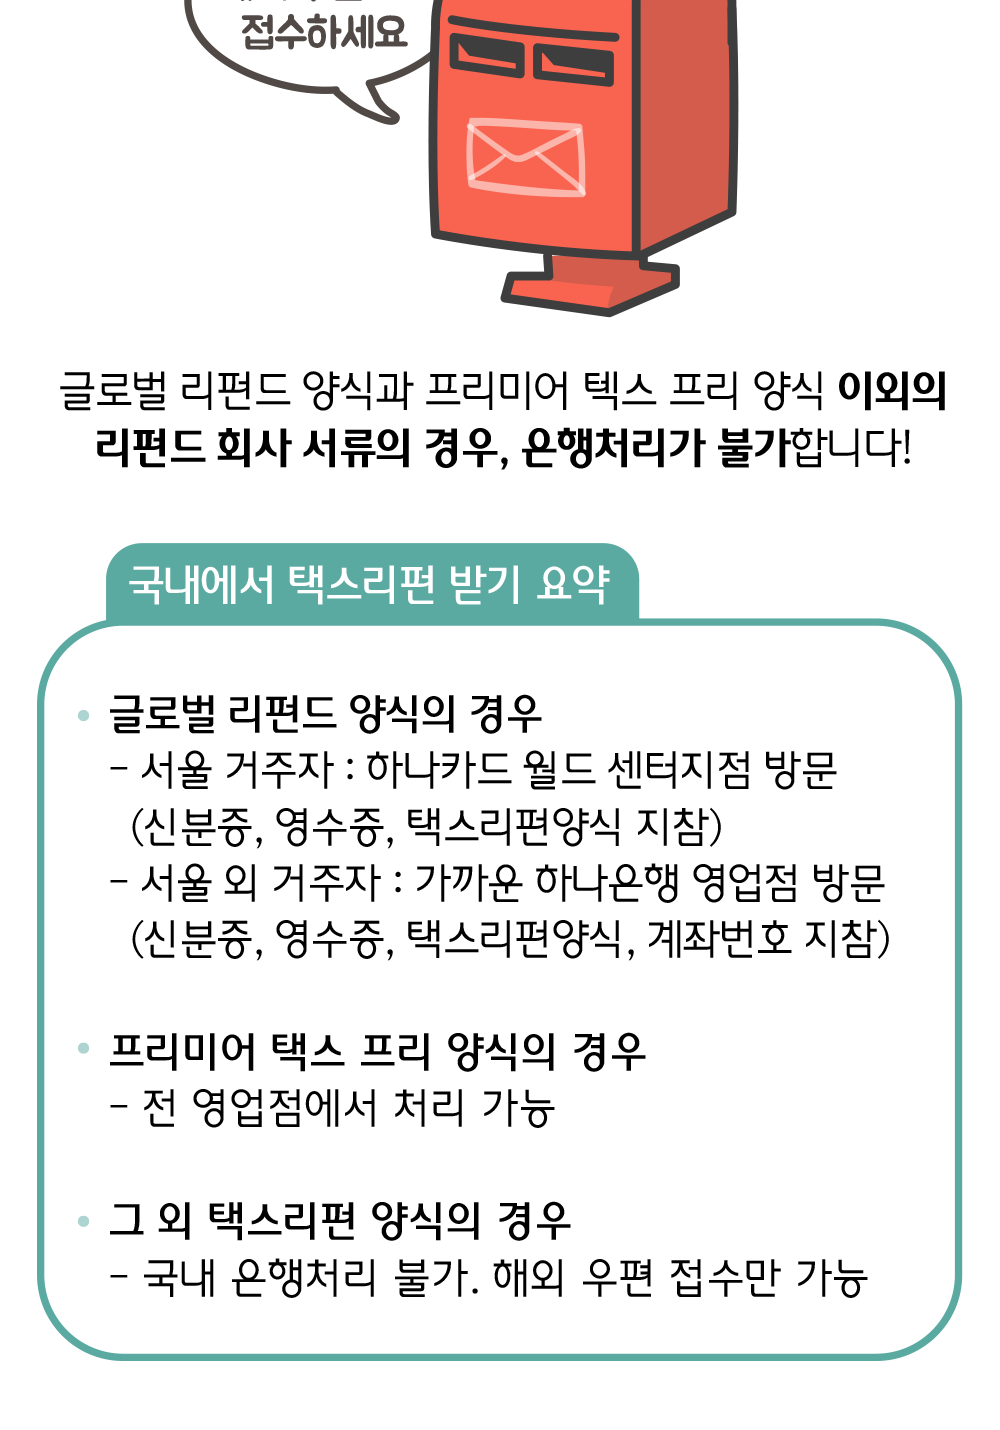 접수하세요
글로벌 리펀드 양식과 프리미어 텍스 프리 양식 이외의
리펀드 회사 서류의 경우, 은행처리가 불가합니다!
국내에서 택스리편 받기 요약
글로벌 리펀드 양식의 경우
- 서울 거주자 : 하나카드 월드 센터지점 방문
(신분증, 영수증, 택스리편양식 지참)
- 서울 외 거주자 : 가까운 하나은행 영업점 방문
(신분증, 영수증, 택스리편양식, 계좌번호 지참)
프리미어 택스 프리 양식의 경우
- 전 영업점에서 처리 가능
그 외 택스리펀 양식의 경우
- 국내 은행처리 불가. 해외 우편 접수만 가능